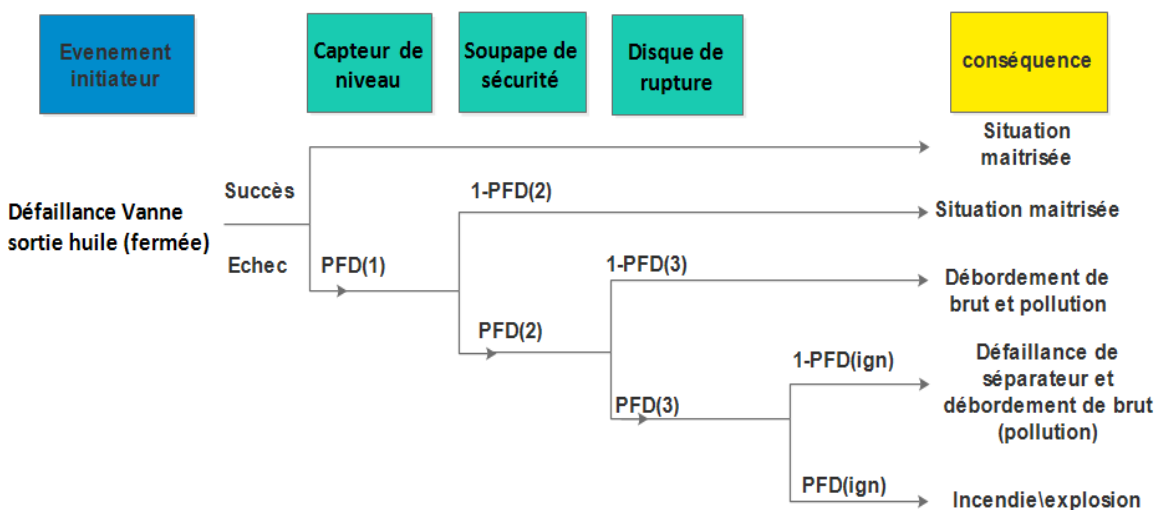 Evenement
initiateur
Capteur de
niveau
Soupape de
sécurité
Disque de
rupture
conséquence
Situation
maitrisée
Succès
1-PFD(2)
Situation maitrisée
Défaillance Vanne
sortie huile (fermée)
Echec
PFD(1)
1-PFD(3)
Débordement de
brut et pollution
PFD(2)
1-PFD(ign)
Défaillance de
séparateur et
débordement de brut
(pollution)
PFD(3)
PFD(ign)
Incendie\explosion